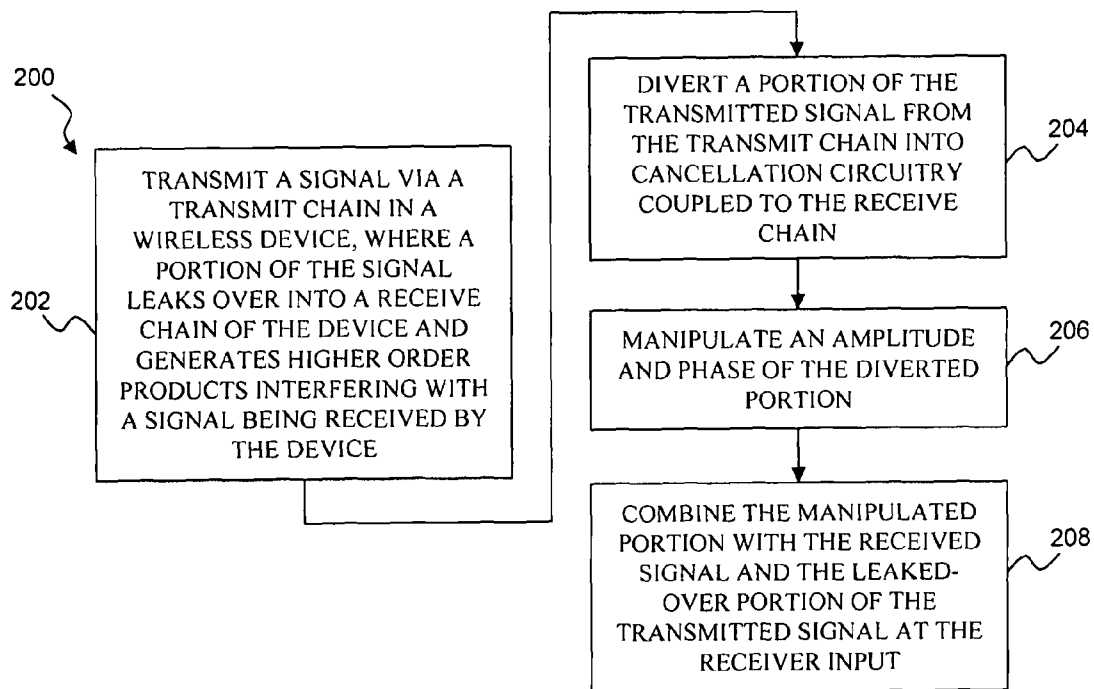 200
202
TRANSMIT A SIGNAL VIA A
TRANSMIT CHAIN IN A
WIRELESS DEVICE, WHERE A
PORTION OF THE SIGNAL
LEAKS OVER INTO A RECEIVE
CHAIN OF THE DEVICE AND
GENERATES HIGHER ORDER
PRODUCTS INTERFERING WITH
A SIGNAL BEING RECEIVED BY
THE DEVICE
DIVERT A PORTION OF THE
TRANSMITTED SIGNAL FROM
THE TRANSMIT CHAIN INTO
CANCELLATION CIRCUITRY
COUPLED TO THE RECEIVE
CHAIN
204
MANIPULATE AN AMPLITUDE
AND PHASE OF THE DIVERTED
PORTION
206
COMBINE THE MANIPULATED
PORTION WITH THE RECEIVED
SIGNAL AND THE LEAKED-
OVER PORTION OF THE
TRANSMITTED SIGNAL AT THE
RECEIVER INPUT
208